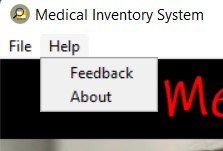 Medical Inventory System
File Help
Feedback
About
Me